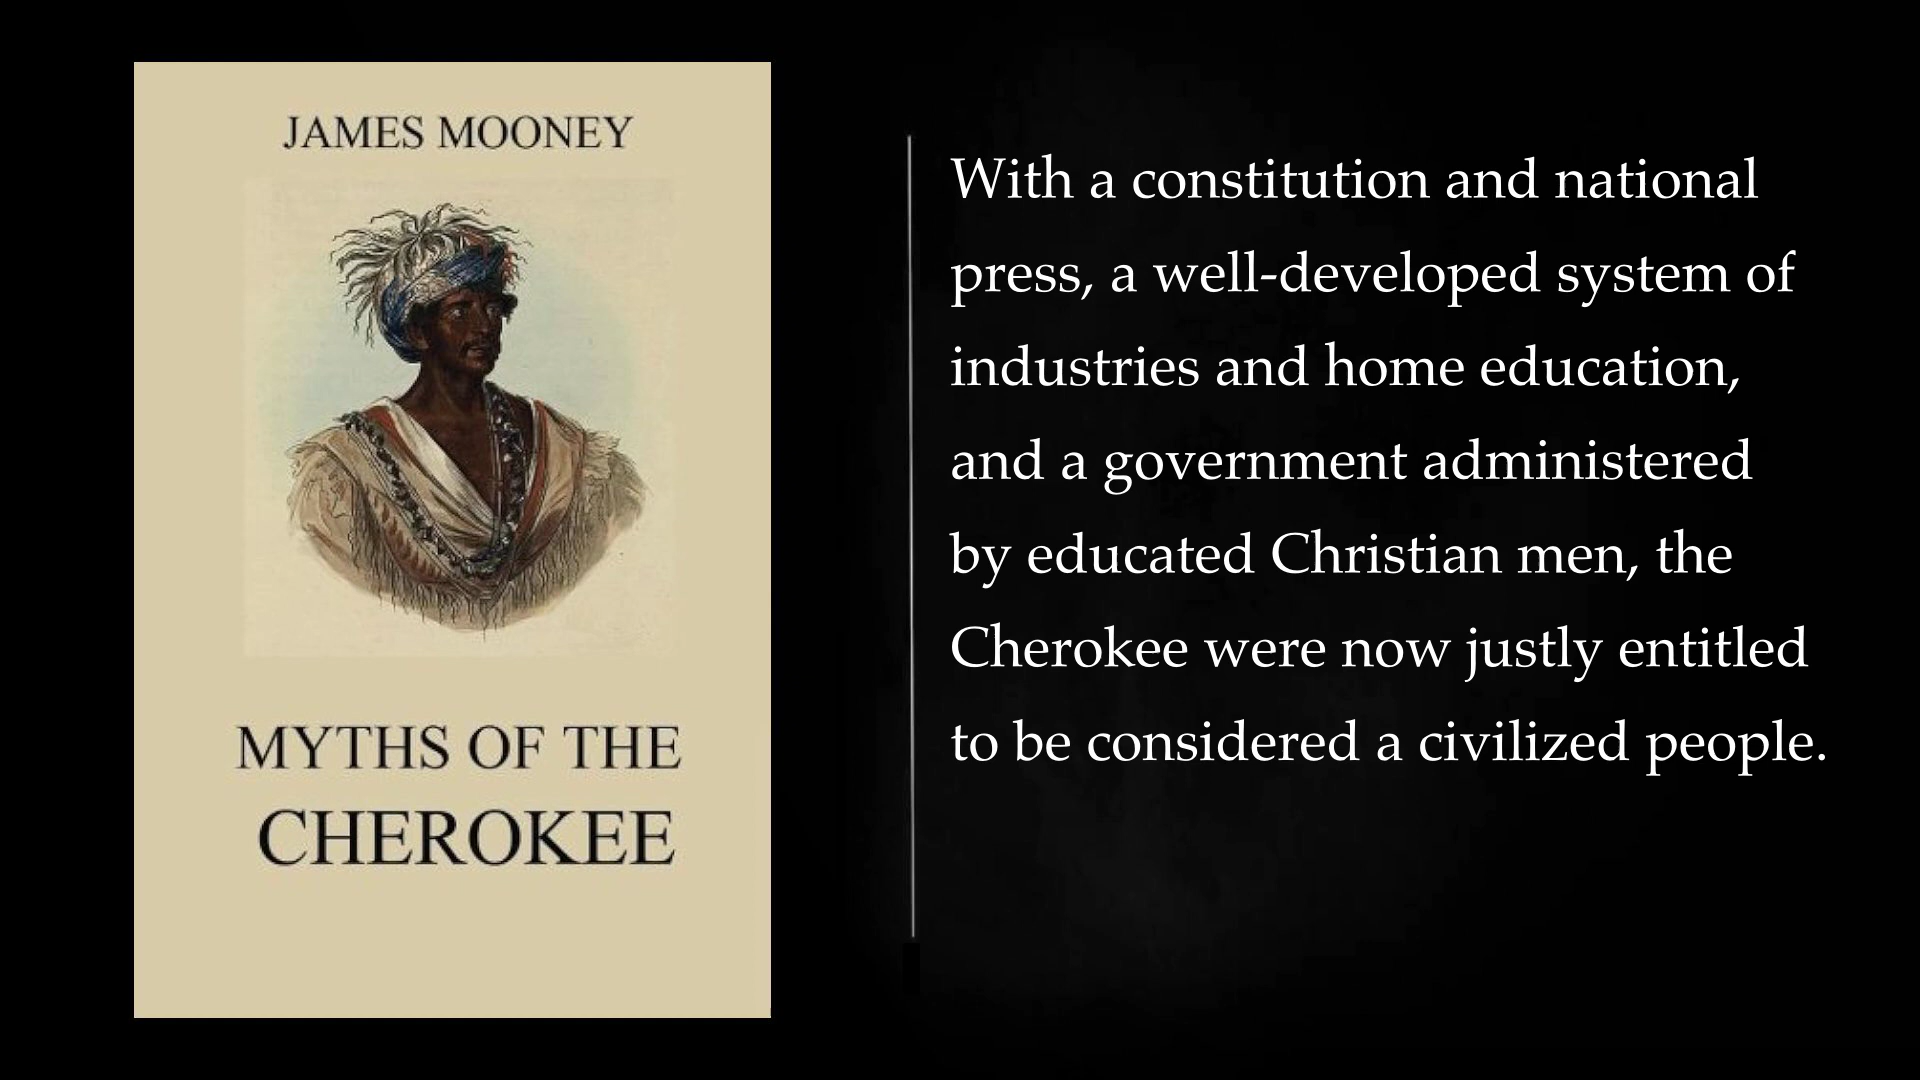 JAMES MOONEY
MYTHS OF THE
CHEROKEE
With a constitution and national
press, a well-developed system of
industries and home education,
and a government administered
by educated Christian men, the
Cherokee were now justly entitled
to be considered a civilized people.